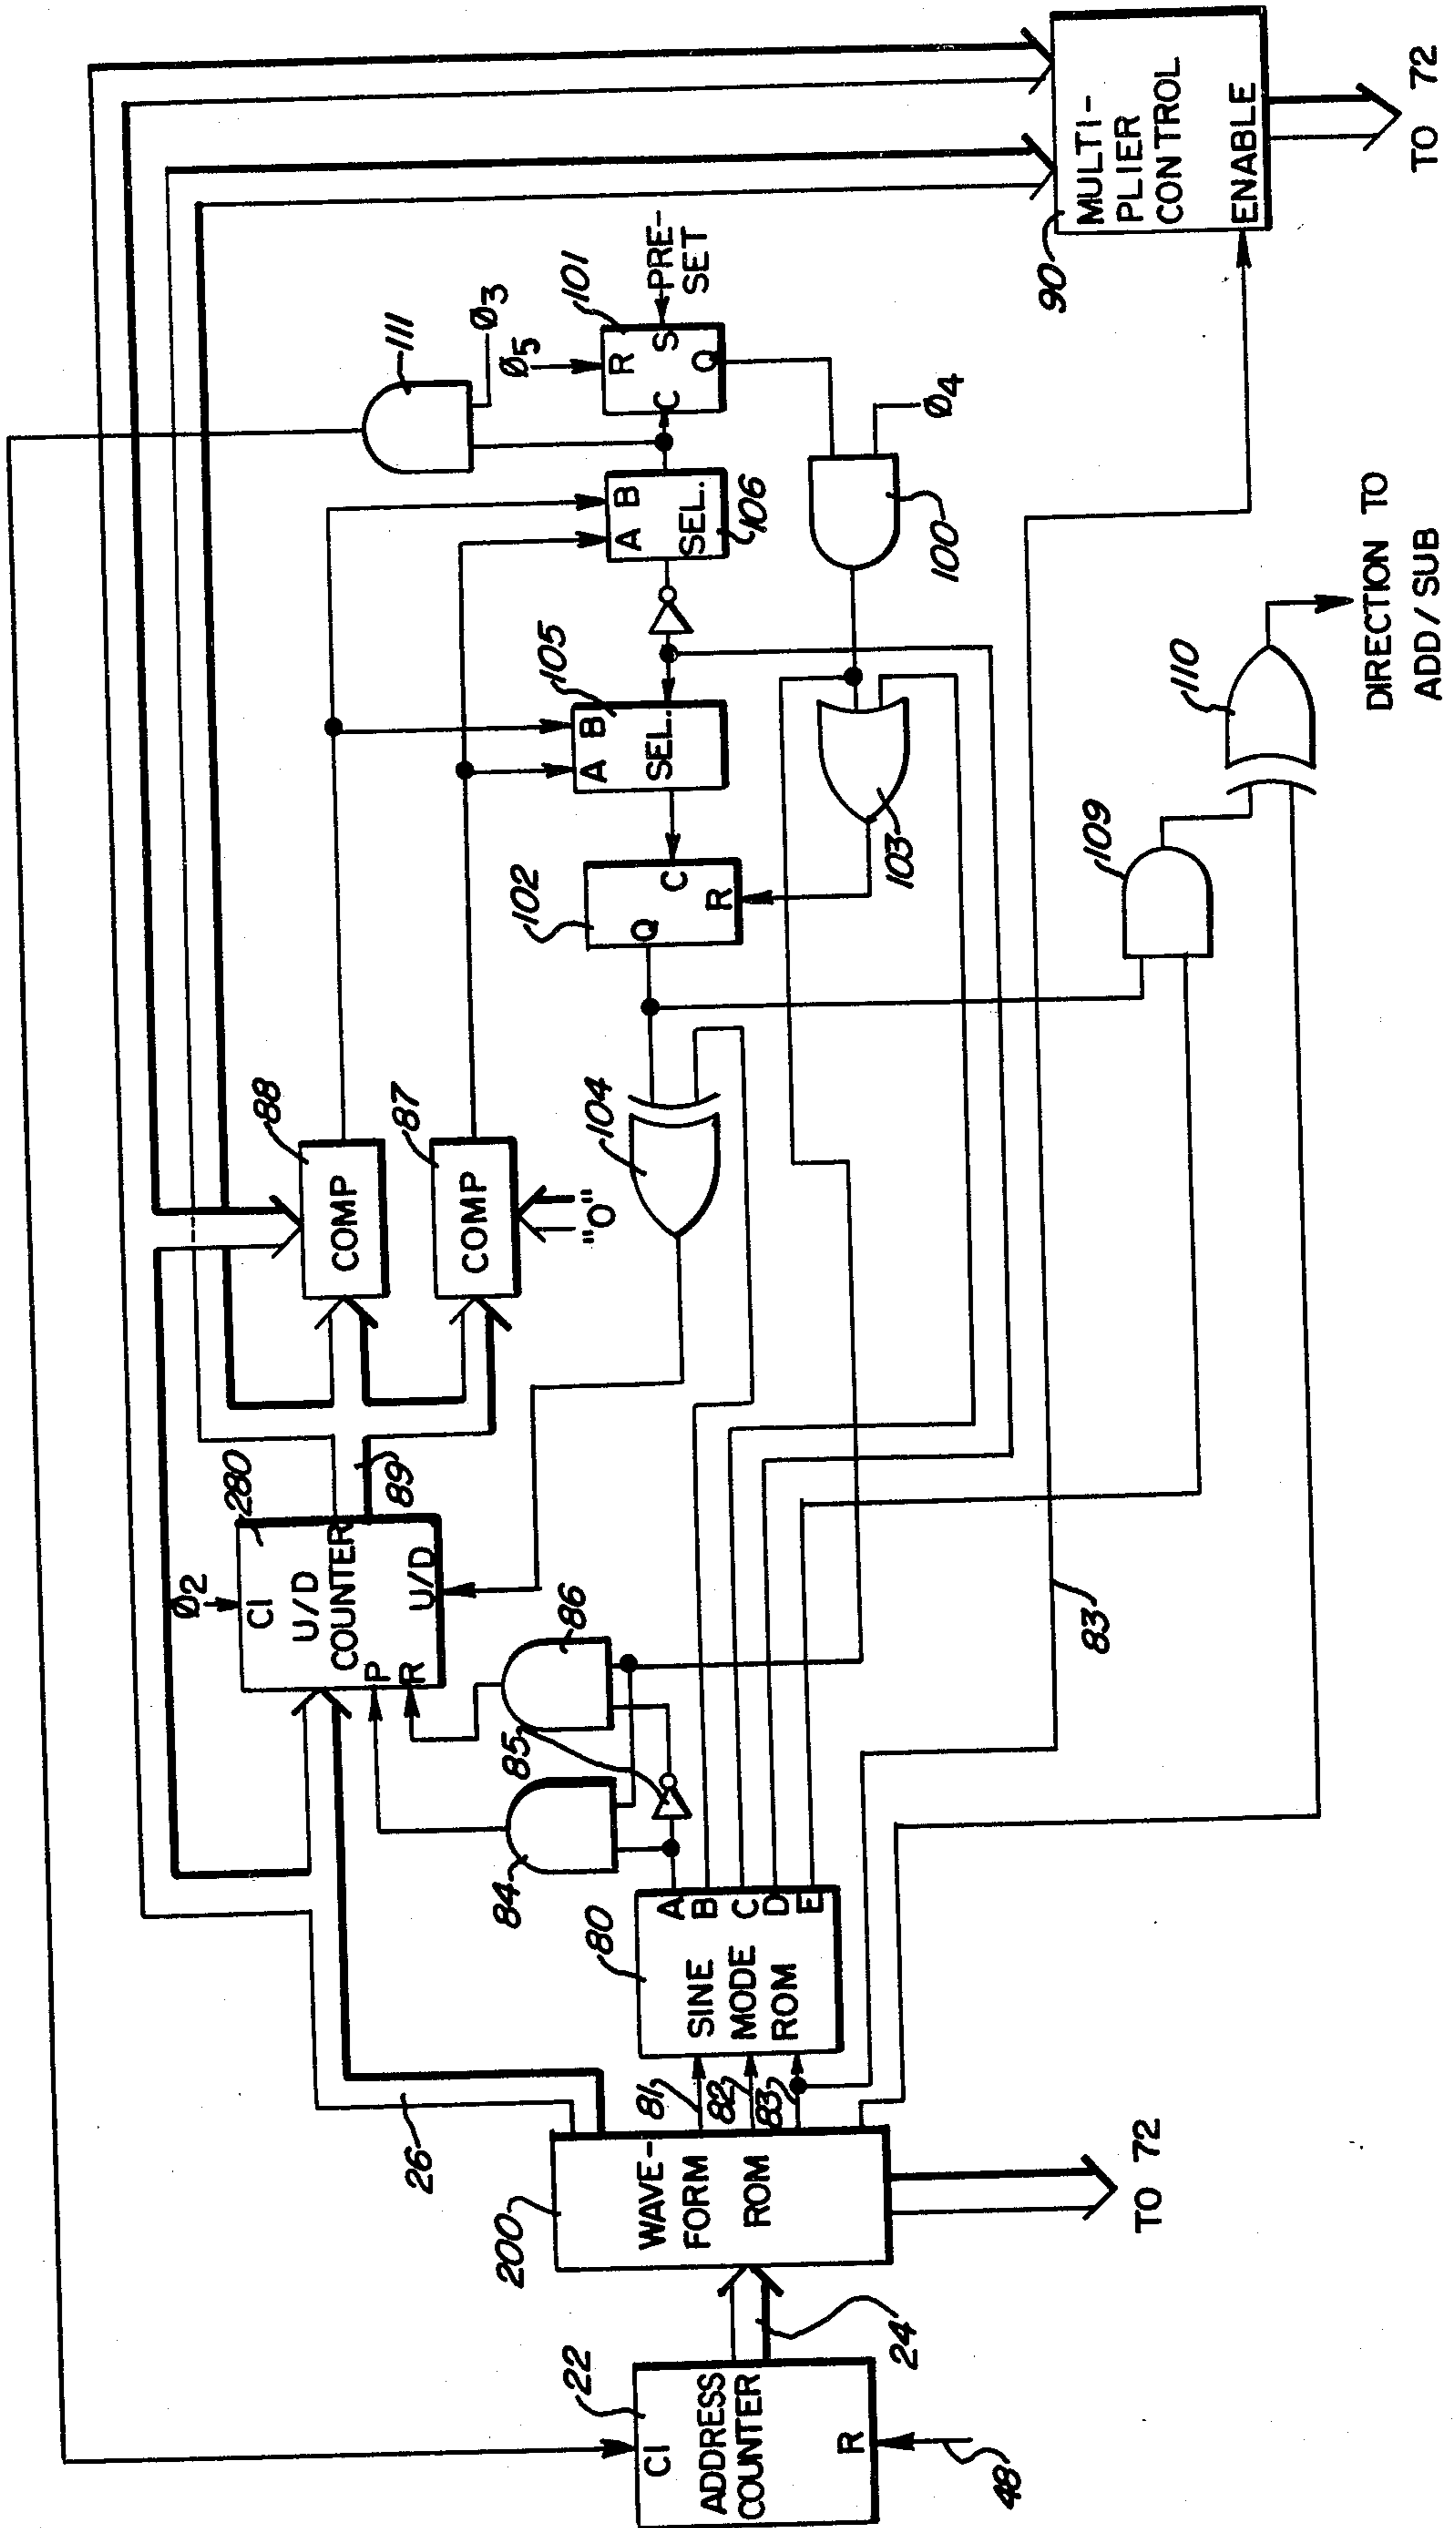 22
CI
ADDRESS
COUNTER
R
48
24
200
WAVE-
FORM
ROM
TO 72
26
81
82
83
80
SINE
MODE
ROM
A
B
C
D
E
84
85
86
Ø2
280
CI
U/D
COUNTER
P
R
U/D
89
88
COMP
87
COMP
"O"
104
102
Q
C
R
105
A
B
SEL.
103
106
A
B
SEL.
100
Ø4
111
Ø3
Ø5
101
R
C
S
Q
PRE-
SET
90
MULTI-
PLIER
CONTROL
ENABLE
TO 72
83
109
110
DIRECTION TO
ADD/SUB